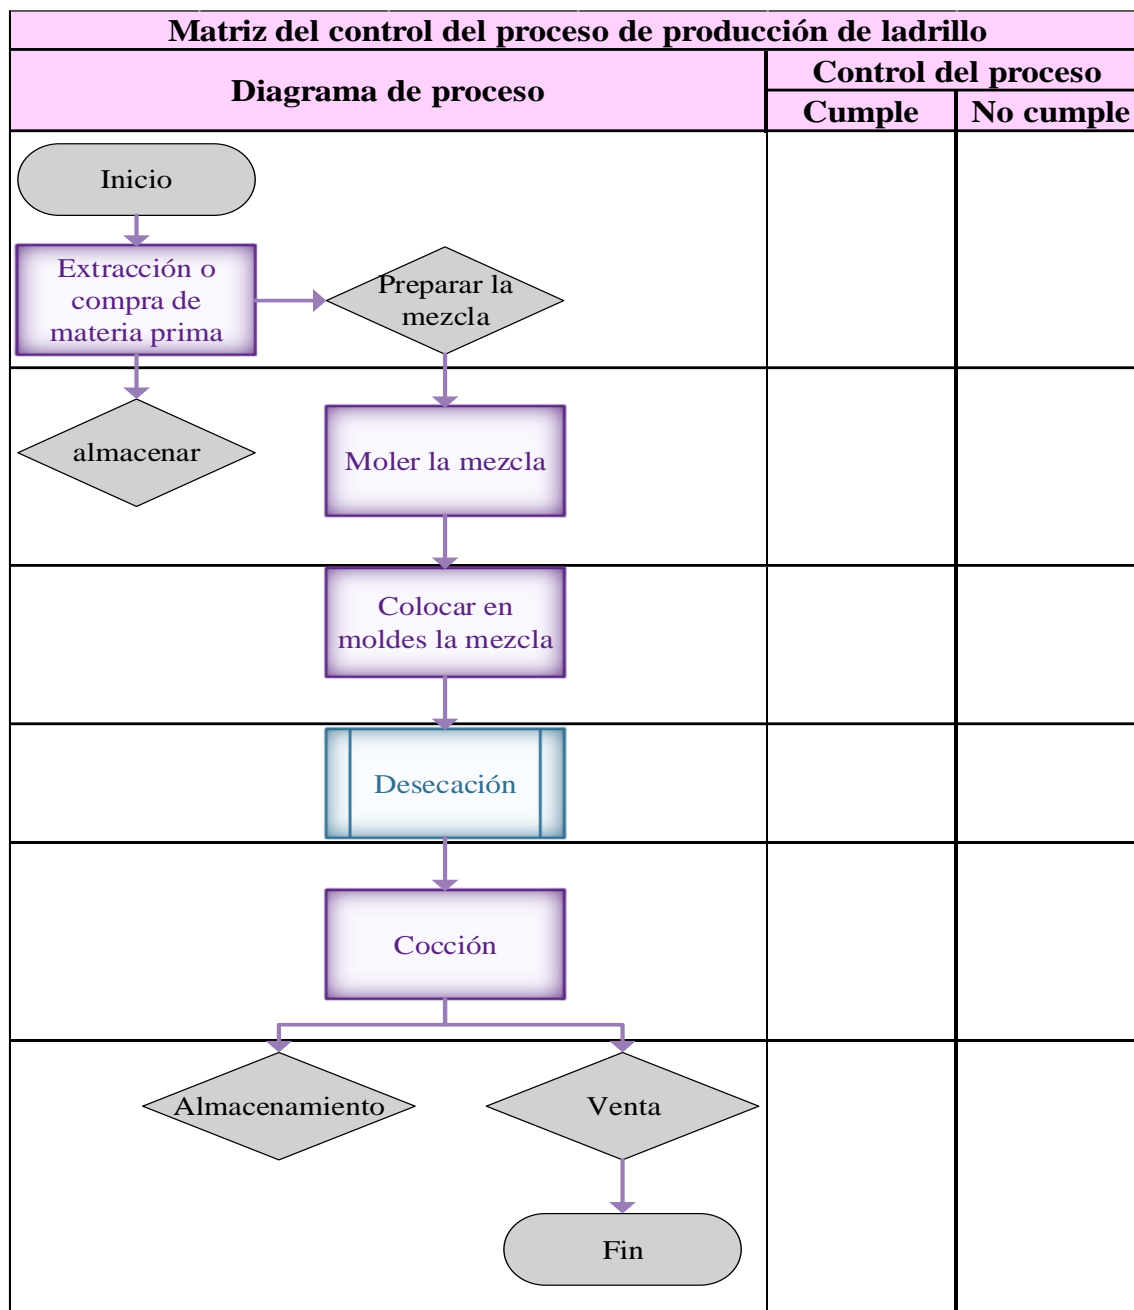 Matriz del control del proceso de producción de ladrillo
Diagrama de proceso
Control del proceso
Cumple
No cumple
Inicio
Extracción o
compra de
materia prima
Preparar la
mezcla
almacenar
Moler la mezcla
Colocar en
moldes la mezcla
Desecación
Cocción
Almacenamiento
Venta
Fin